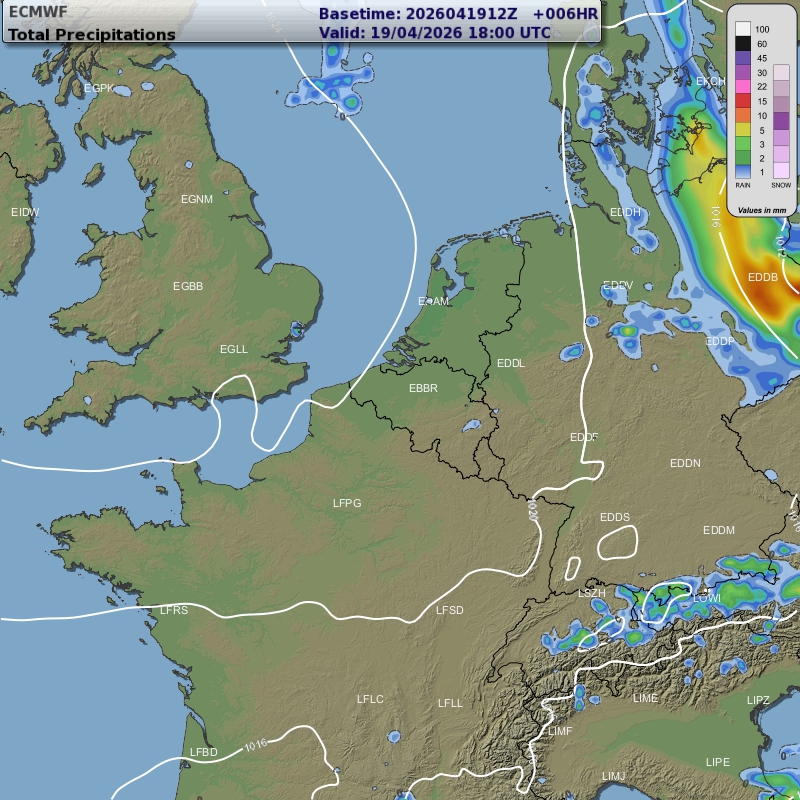 ECMWF
Basetime: 2026041912Z +006HR
Total Precipitations
Valid: 19/04/2026 18:00 UTC
100
60
45
30
22
15
10
5
3
2
1
RAIN SNOW
Values in mm
EGPK
EKCH
EIDW
EGNM
EDDH
1016
1012
EGBB
EDDV
EDDB
EHAM
EGLL
EDDP
EDDL
EBBR
EDDF
EDDN
LFPG
1020
EDDS
EDDM
1016
LFRS
LFSD
LSZH
LOWI
LFLC
LFLL
LIME
LIPZ
LIMF
LFBD
1016
LIPE
LIMJ